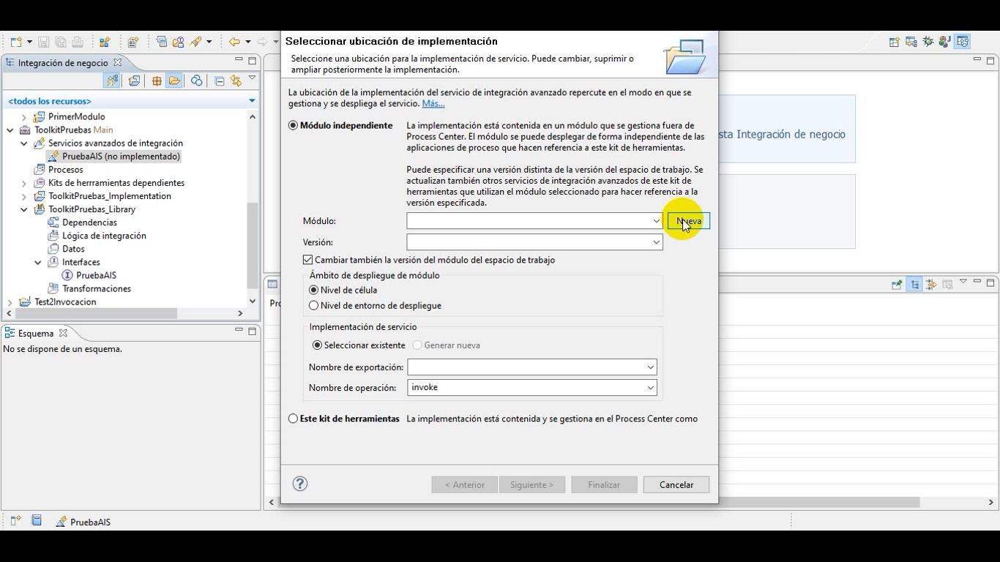 Seleccionar ubicación de implementación
Seleccione una ubicación para la implementación de servicio. Puede cambiar, suprimir o
ampliar posteriormente la implementación.
Integración de negocio
<todos los recursos>
PrimerModulo
ToolkitPruebas Main
Servicios avanzados de integración
PruebaAIS (no implementado)
Procesos
Kits de herrramientas dependientes
ToolkitPruebas_Implementation
ToolkitPruebas_Library
Dependencias
Lógica de integración
Datos
Interfaces
PruebaAIS
Transformaciones
Test2Invocacion
Esquema
No se dispone de un esquema.
PruebaAIS
La ubicación de la implementación del servicio de integración avanzado repercute en el modo en que se
gestiona y se despliega el servicio. Más...
Módulo independiente
La implementación está contenida en un módulo que se gestiona fuera de
Process Center. El módulo se puede desplegar de forma independiente de las
aplicaciones de proceso que hacen referencia a este kit de herramientas.
Puede especificar una versión distinta de la versión del espacio de trabajo. Se
actualizan también otros servicios de integración avanzados de este kit de
herramientas que utilizan el módulo seleccionado para hacer referencia a la
versión especificada.
Módulo:
Nueva
Versión:
Cambiar también la versión del módulo del espacio de trabajo
Ámbito de despliegue de módulo
Nivel de célula
Nivel de entorno de despliegue
Implementación de servicio
Seleccionar existente
Generar nueva
Nombre de exportación:
Nombre de operación: invoke
Este kit de herramientas
La implementación está contenida y se gestiona en el Process Center como
< Anterior
Siguiente >
Finalizar
Cancelar
sta Integración de negocio
Pro